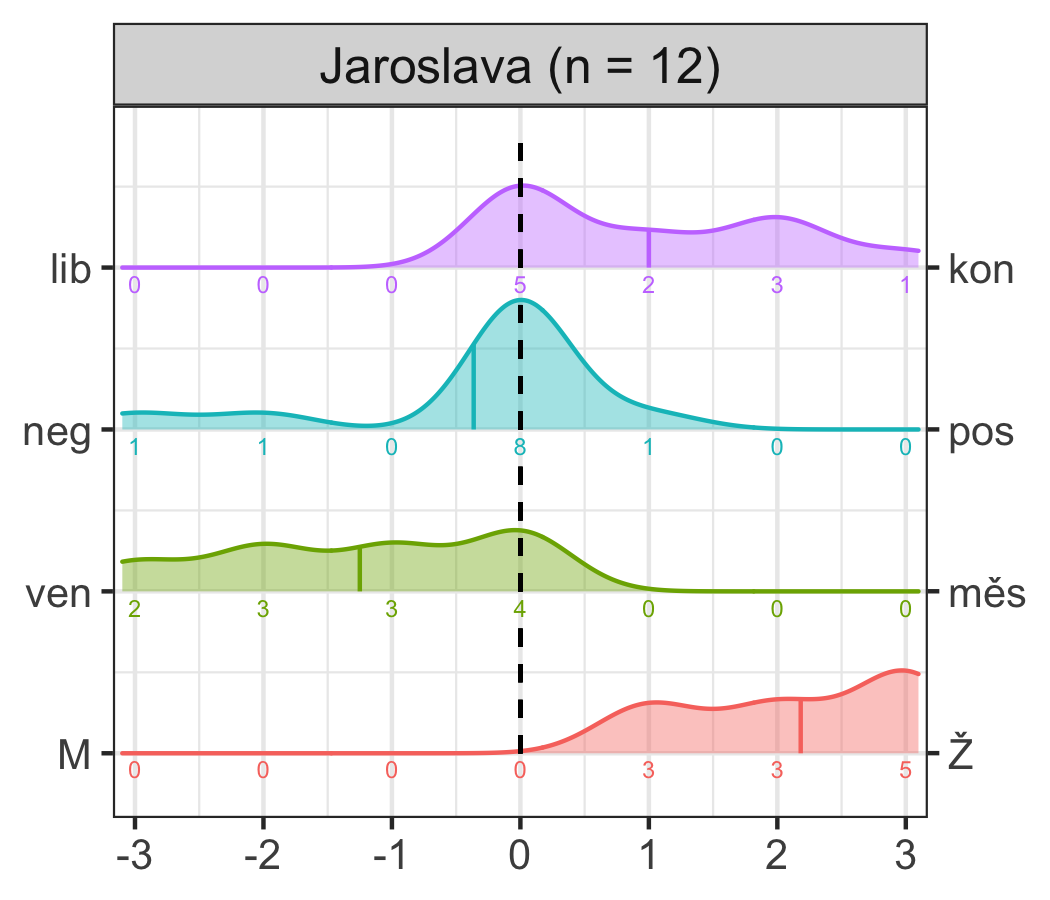 Jaroslava (n = 12)
lib kon
0 0 0 5 2 3 1
neg pos
1 1 0 8 1 0 0
ven měs
2 3 3 4 0 0 0
M Ž
0 0 0 0 3 3 5
-3 -2 -1 0 1 2 3